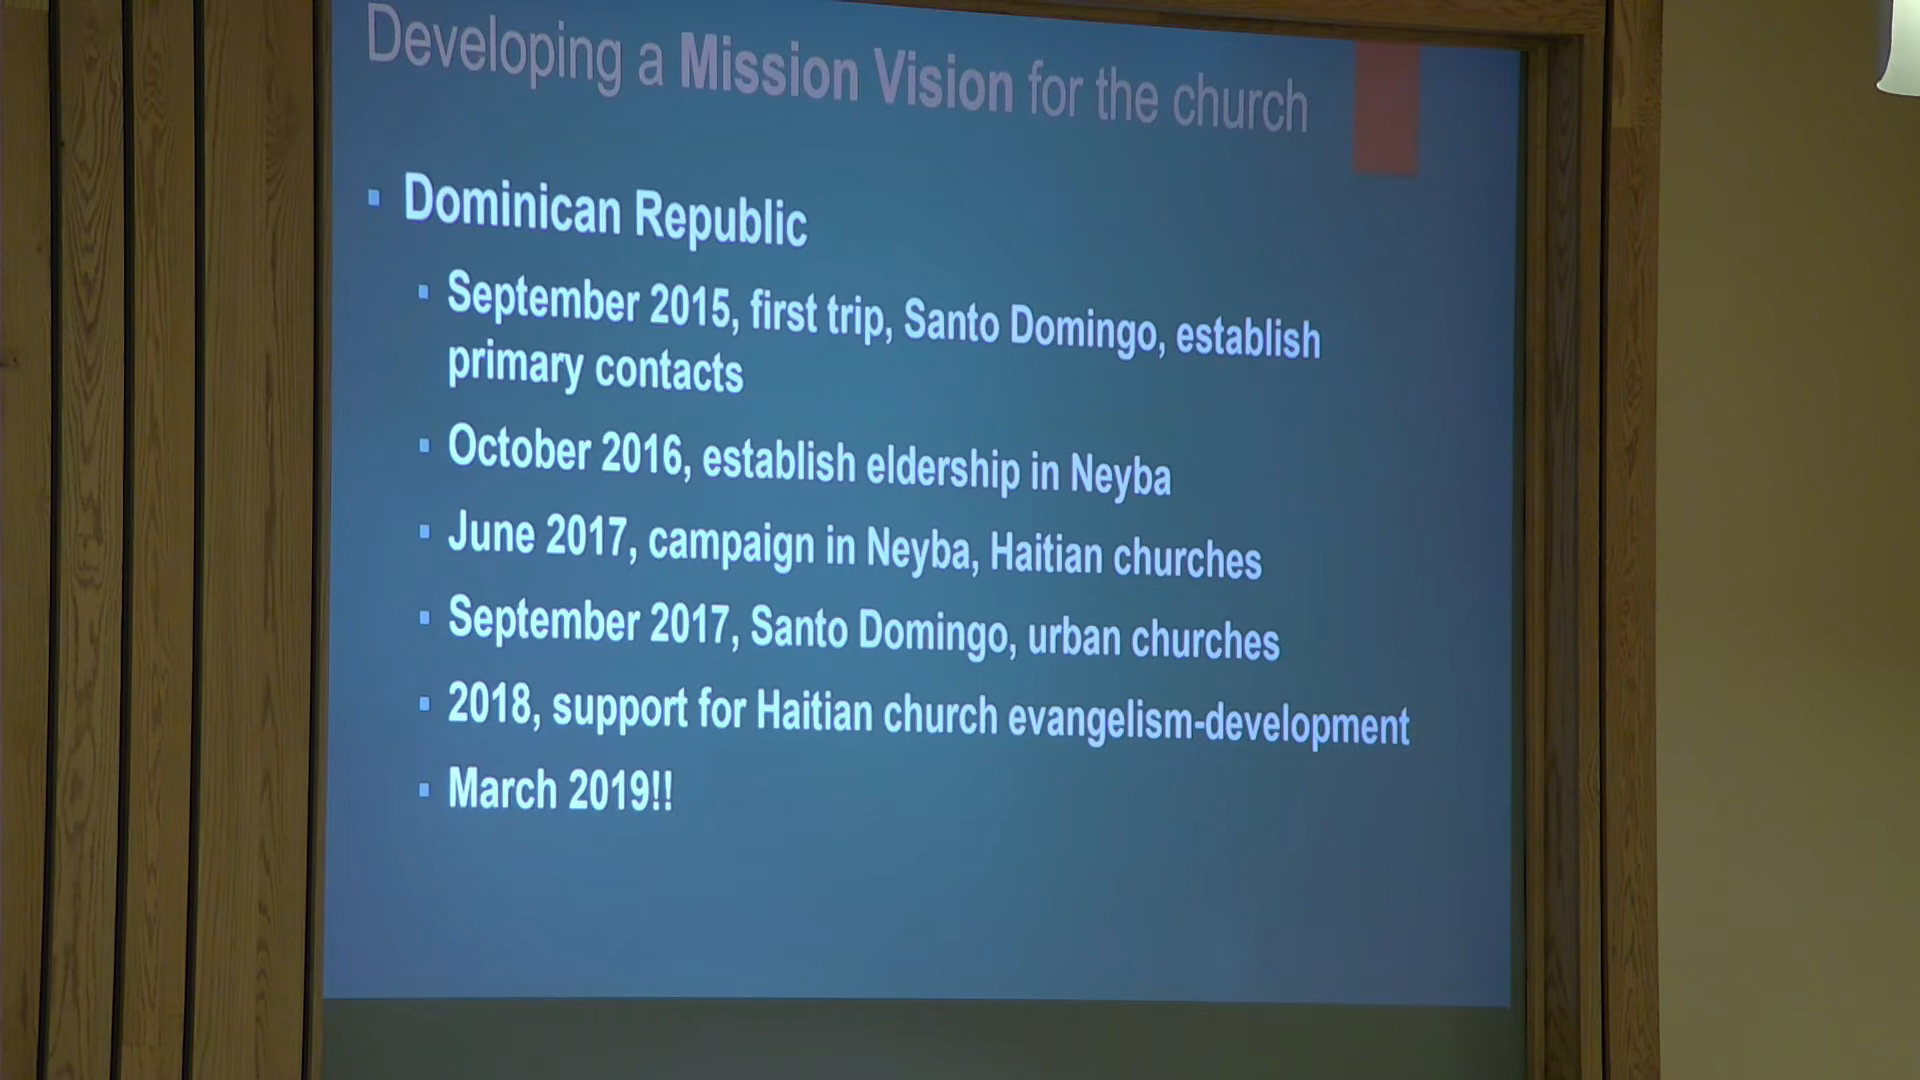 Developing a Mission Vision for the church
▪ Dominican Republic
▪ September 2015, first trip, Santo Domingo, establish
primary contacts
▪ October 2016, establish eldership in Neyba
▪ June 2017, campaign in Neyba, Haitian churches
▪ September 2017, Santo Domingo, urban churches
▪ 2018, support for Haitian church evangelism-development
▪ March 2019!!